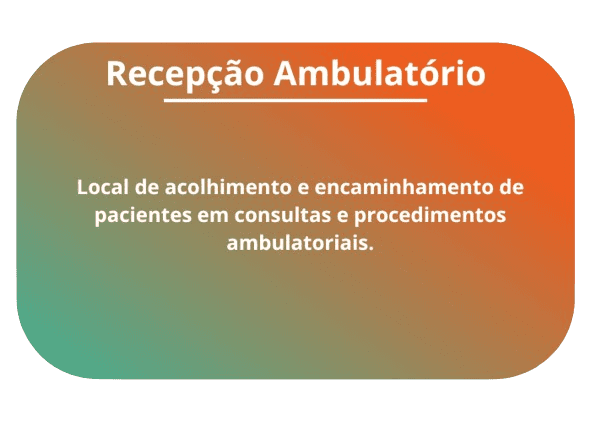 Recepção Ambulatório
Local de acolhimento e encaminhamento de
pacientes em consultas e procedimentos
ambulatoriais.